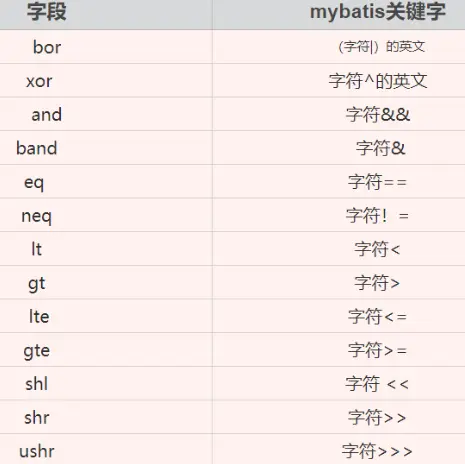 字段 mybatis关键字
bor （字符|）的英文
xor 字符^的英文
and 字符&&
band 字符&
eq 字符==
neq 字符！=
lt 字符<
gt 字符>
lte 字符<=
gte 字符>=
shl 字符 <<
shr 字符>>
ushr 字符>>>